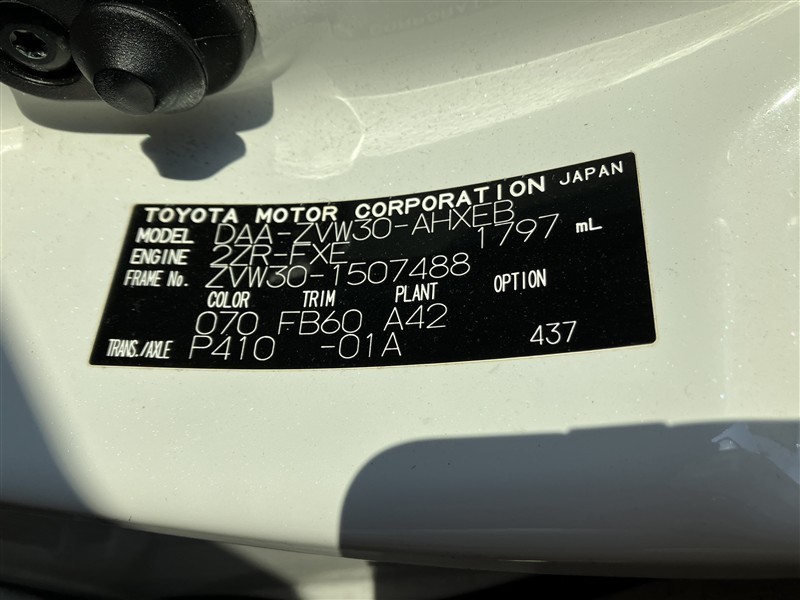 TOYOTA MOTOR CORPORATION JAPAN
MODEL DAA-ZVW30-AHXEB
ENGINE 2ZR-FXE 1797 mL
FRAME No. ZVW30-1507488
COLOR TRIM PLANT OPTION
070 FB60 A42
TRANS./AXLE P410 -01A 437